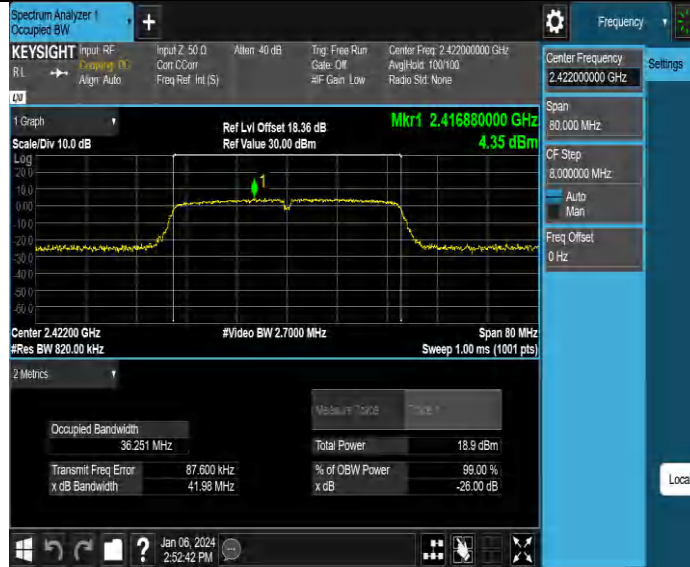 Spectrum Analyzer 1
Occupied BW
Frequency
KEYSIGHT
R L
Input: RF
Coupling: DC
Align: Auto
Input Z: 50 Ω
Corr CCorr
Freq Ref: Int (S)
Atten: 40 dB
Trig: Free Run
Gate: Off
#IF Gain: Low
Center Freq: 2.422000000 GHz
Avg|Hold: 100/100
Radio Std: None
1 Graph
Scale/Div 10.0 dB
Ref Lvl Offset 18.36 dB
Ref Value 30.00 dBm
Mkr1 2.416880000 GHz
4.35 dBm
Log
20.0
10.0
0.00
-10.0
-20.0
-30.0
-40.0
-50.0
-60.0
1
Center 2.42200 GHz
#Res BW 820.00 kHz
#Video BW 2.7000 MHz
Span 80 MHz
Sweep 1.00 ms (1001 pts)
2 Metrics
Measure Trace
Trace 1
Occupied Bandwidth
36.251 MHz
Total Power
18.9 dBm
Transmit Freq Error
87.600 kHz
% of OBW Power
99.00 %
x dB Bandwidth
41.98 MHz
x dB
-26.00 dB
Center Frequency
2.422000000 GHz
Span
80.000 MHz
CF Step
8.000000 MHz
Auto
Man
Freq Offset
0 Hz
Settings
Loca
Jan 06, 2024
2:52:42 PM